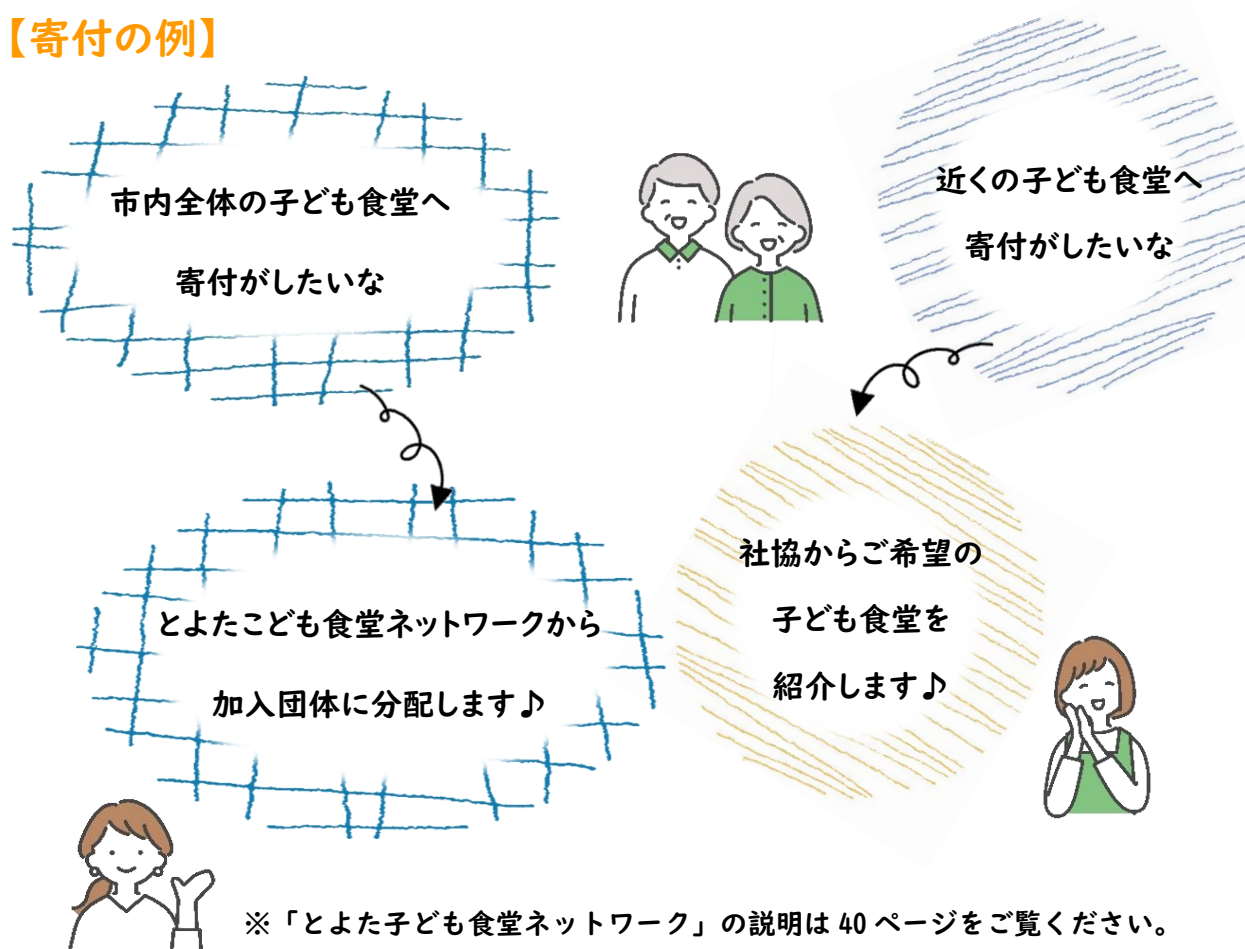 【寄付の例】
市内全体の子ども食堂へ
寄付がしたいな
近くの子ども食堂へ
寄付がしたいな
とよたこども食堂ネットワークから
加入団体に分配します♪
社協からご希望の
子ども食堂を
紹介します♪
※「とよた子ども食堂ネットワーク」の説明は 40 ページをご覧ください。